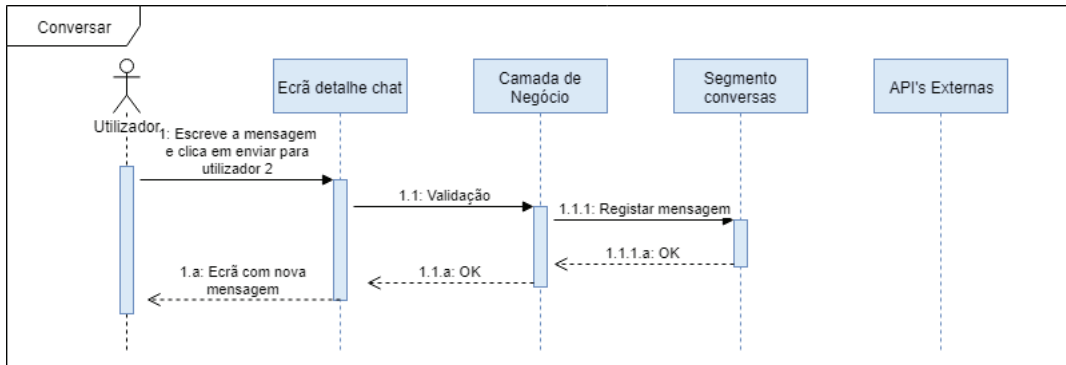 Conversar
Ecrã detalhe chat
Camada de
Negócio
Segmento
conversas
API's Externas
Utilizador
1: Escreve a mensagem
e clica em enviar para
utilizador 2
1.1: Validação
1.1.1: Registar mensagem
1.1.1.a: OK
1.1.a: OK
1.a: Ecrã com nova
mensagem